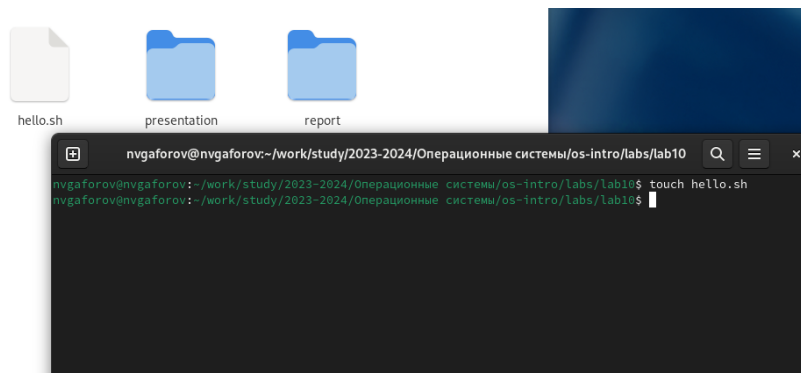 hello.sh
presentation
report
nvgaforov@nvgaforov:~/work/study/2023-2024/Операционные системы/os-intro/labs/lab10
nvgaforov@nvgaforov:~/work/study/2023-2024/Операционные системы/os-intro/labs/lab10$ touch hello.sh
nvgaforov@nvgaforov:~/work/study/2023-2024/Операционные системы/os-intro/labs/lab10$